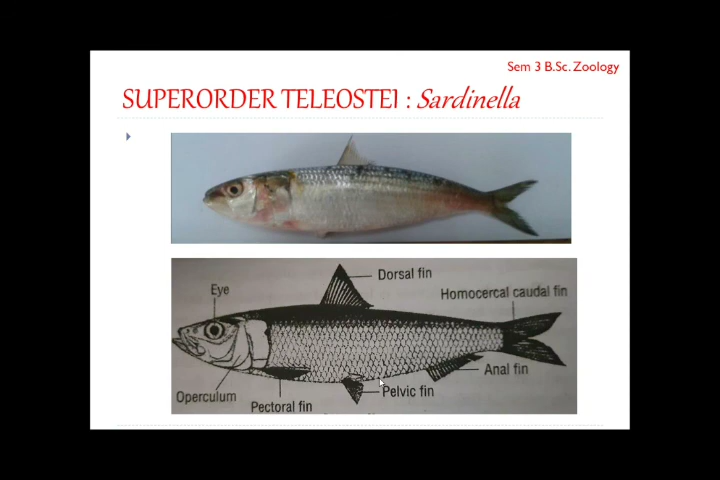 Sem 3 B.Sc. Zoology
SUPERORDER TELEOSTEI : Sardinella
Dorsal fin
Eye
Homocercal caudal fin
Anal fin
Operculum
Pelvic fin
Pectoral fin